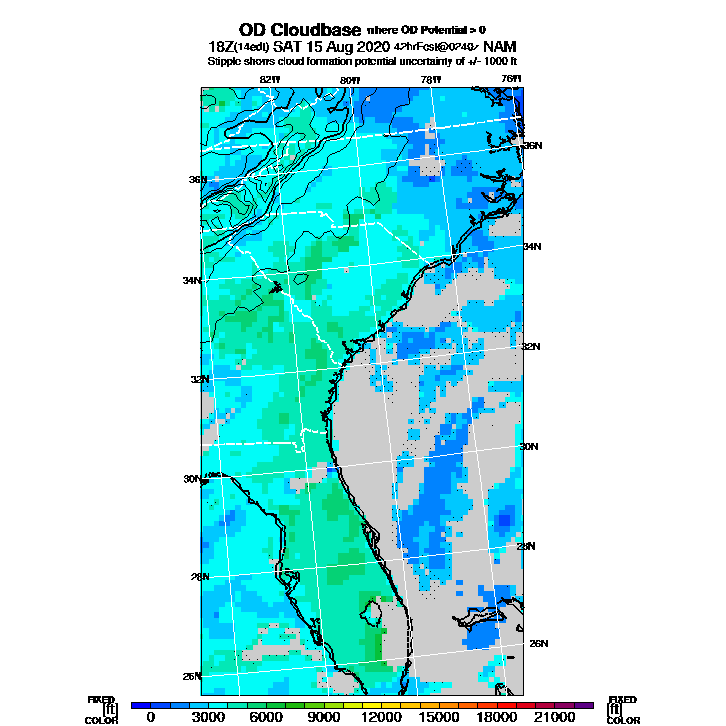 OD Cloudbase where OD Potential > 0
18Z(14edt) SAT 15 Aug 2020 42hrFcst@0249z NAM
Stipple shows cloud formation potential uncertainty of +/- 1000 ft
82W 80W 78W 76W
36N
36N
34N
34N
32N
32N
30N
30N
28N
28N
26N
26N
FIXED FIXED
[ft] [ft]
COLOR 0 3000 6000 9000 12000 15000 18000 21000 COLOR